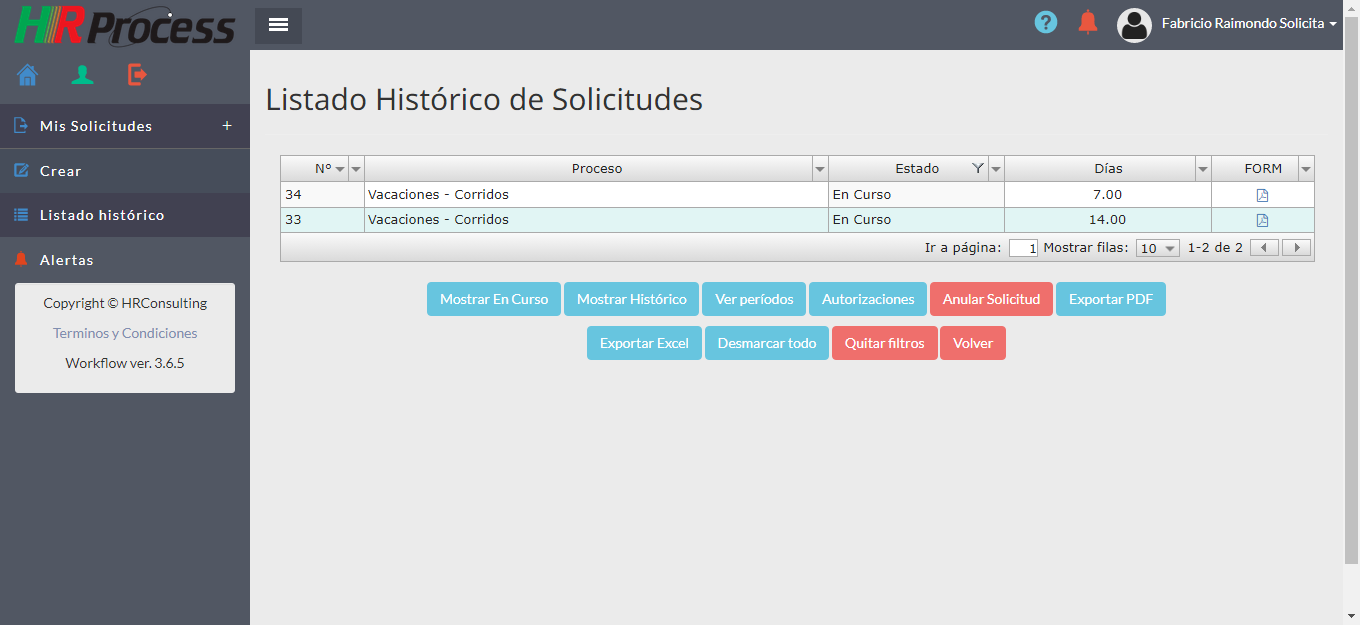 HRProcess
Fabricio Raimondo Solicita
Mis Solicitudes +
Crear
Listado histórico
Alertas
Copyright © HRConsulting
Terminos y Condiciones
Workflow ver. 3.6.5
Listado Histórico de Solicitudes
Nº Proceso Estado Días FORM
34 Vacaciones - Corridos En Curso 7.00
33 Vacaciones - Corridos En Curso 14.00
Ir a página: 1 Mostrar filas: 10 1-2 de 2
Mostrar En Curso Mostrar Histórico Ver períodos Autorizaciones Anular Solicitud Exportar PDF
Exportar Excel Desmarcar todo Quitar filtros Volver